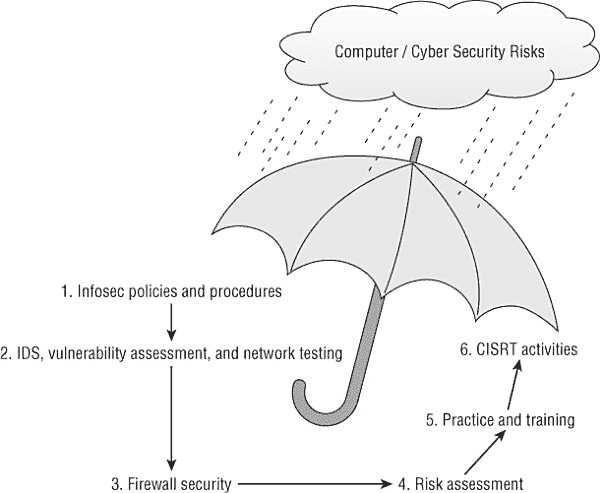 Computer / Cyber Security Risks
1. Infosec policies and procedures
2. IDS, vulnerability assessment, and network testing
6. CISRT activities
5. Practice and training
3. Firewall security
4. Risk assessment